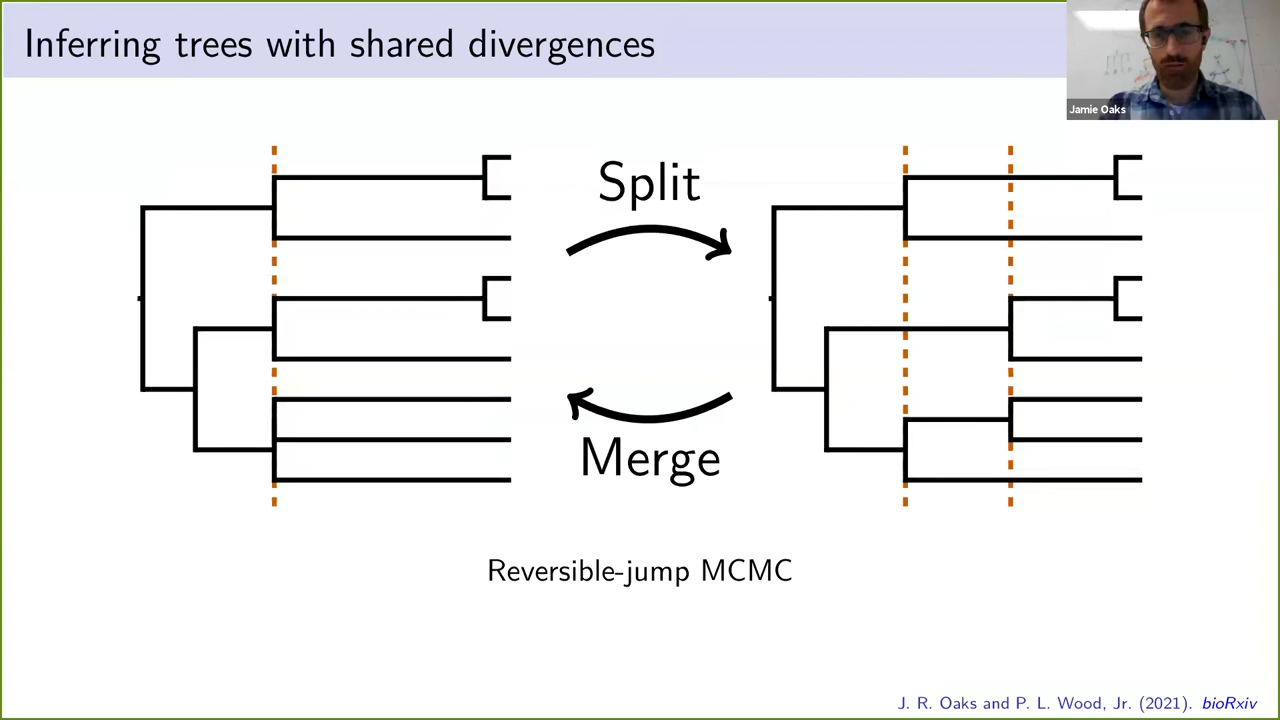 Inferring trees with shared divergences
Jamie Oaks
Split
Merge
Reversible-jump MCMC
J. R. Oaks and P. L. Wood, Jr. (2021). bioRxiv